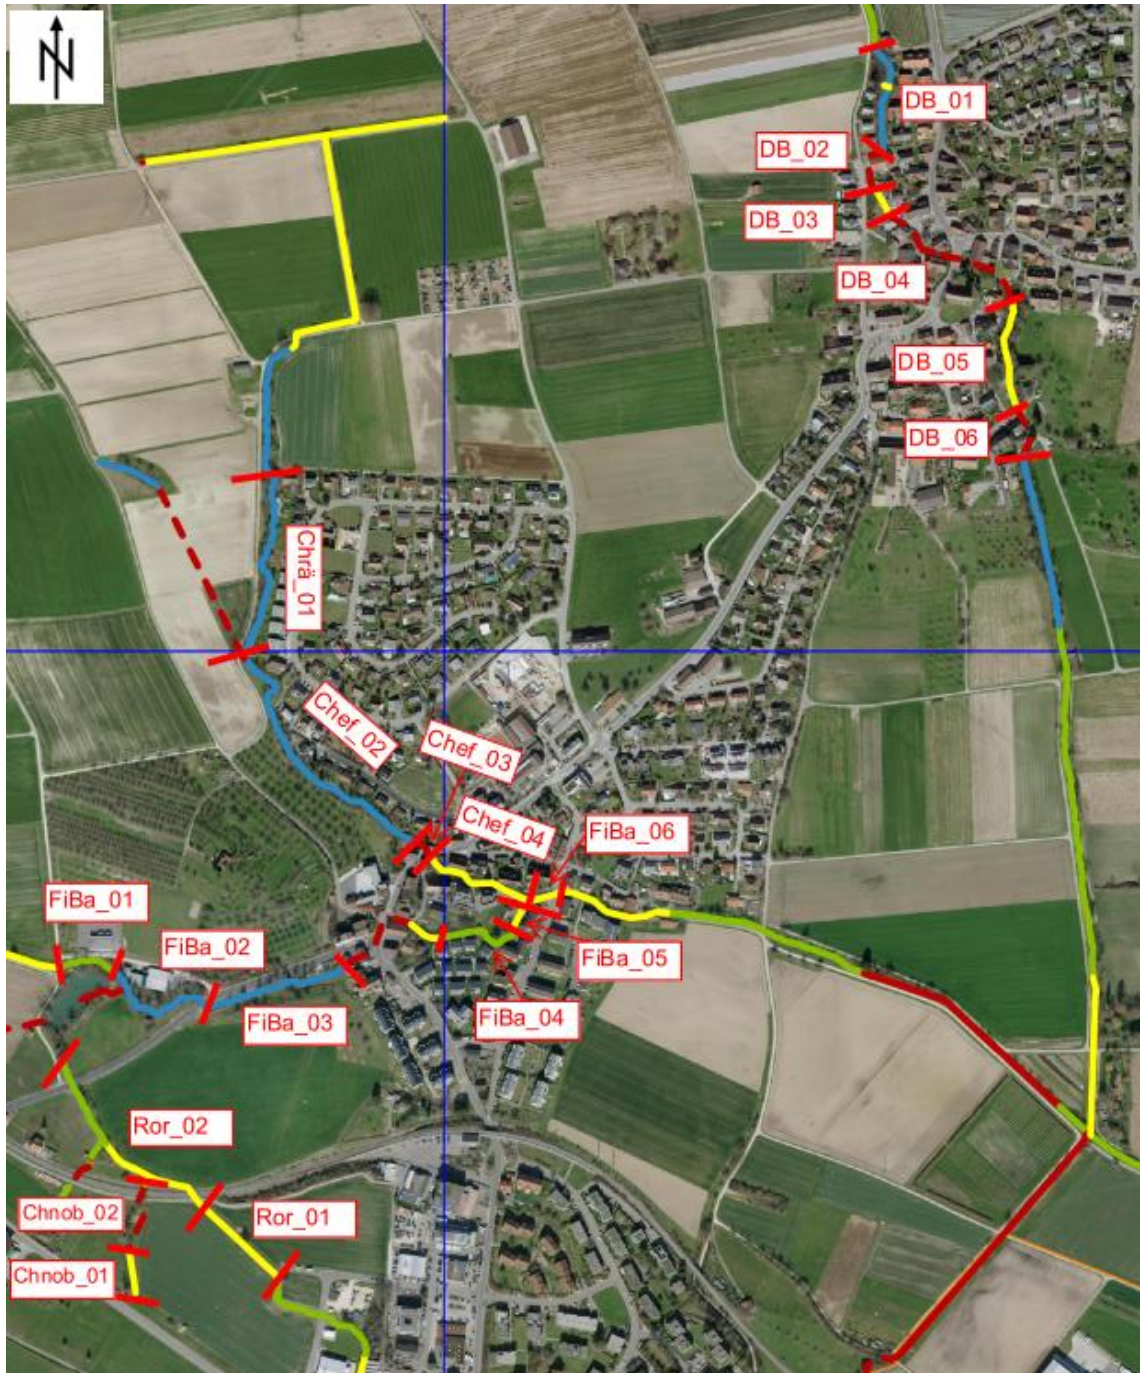 N
DB_01
DB_02
DB_03
DB_04
DB_05
DB_06
Chrä_01
Chef_02
Chef_03
Chef_04
FiBa_06
FiBa_01
FiBa_02
FiBa_05
FiBa_03
FiBa_04
Ror_02
Chnob_02
Ror_01
Chnob_01